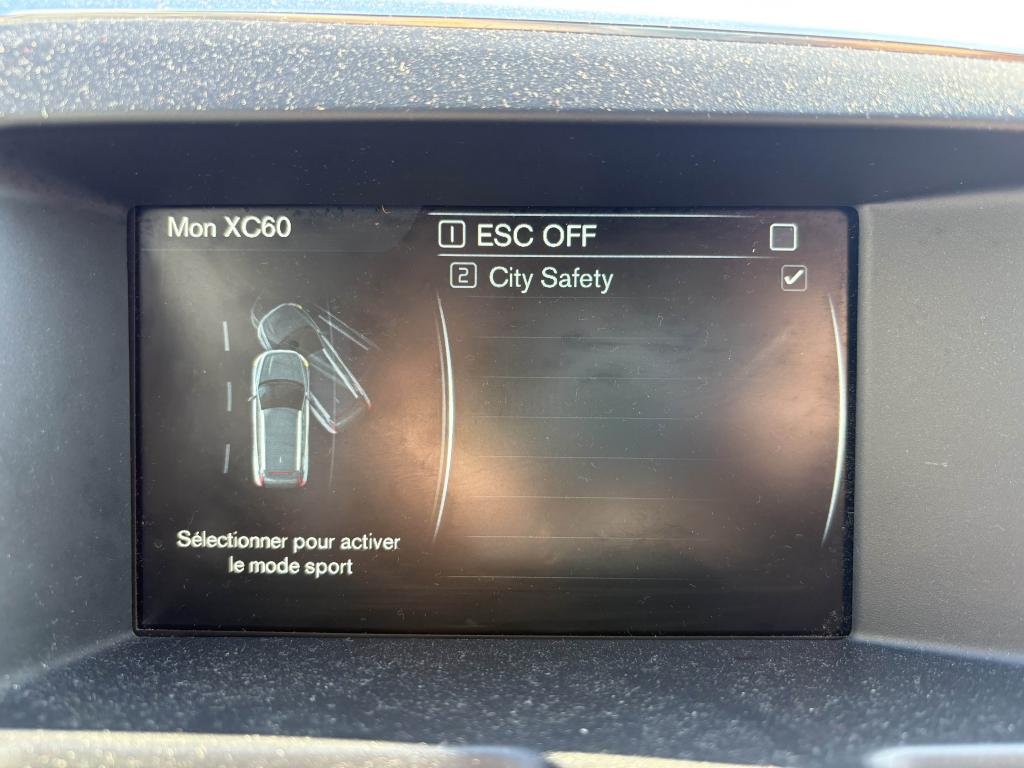 Mon XC60
1 ESC OFF
2 City Safety
Sélectionner pour activer
le mode sport